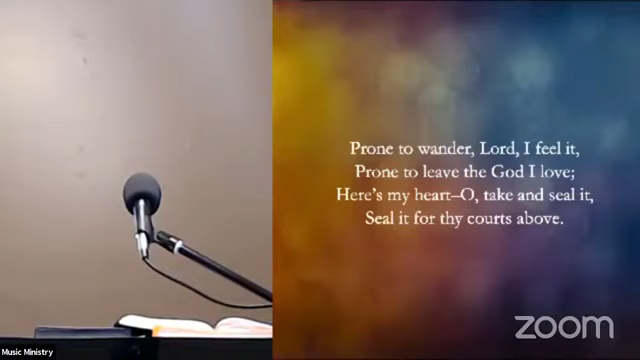 Prone to wander, Lord, I feel it,
Prone to leave the God I love;
Here's my heart–O, take and seal it,
Seal it for thy courts above.
zoom
Music Ministry